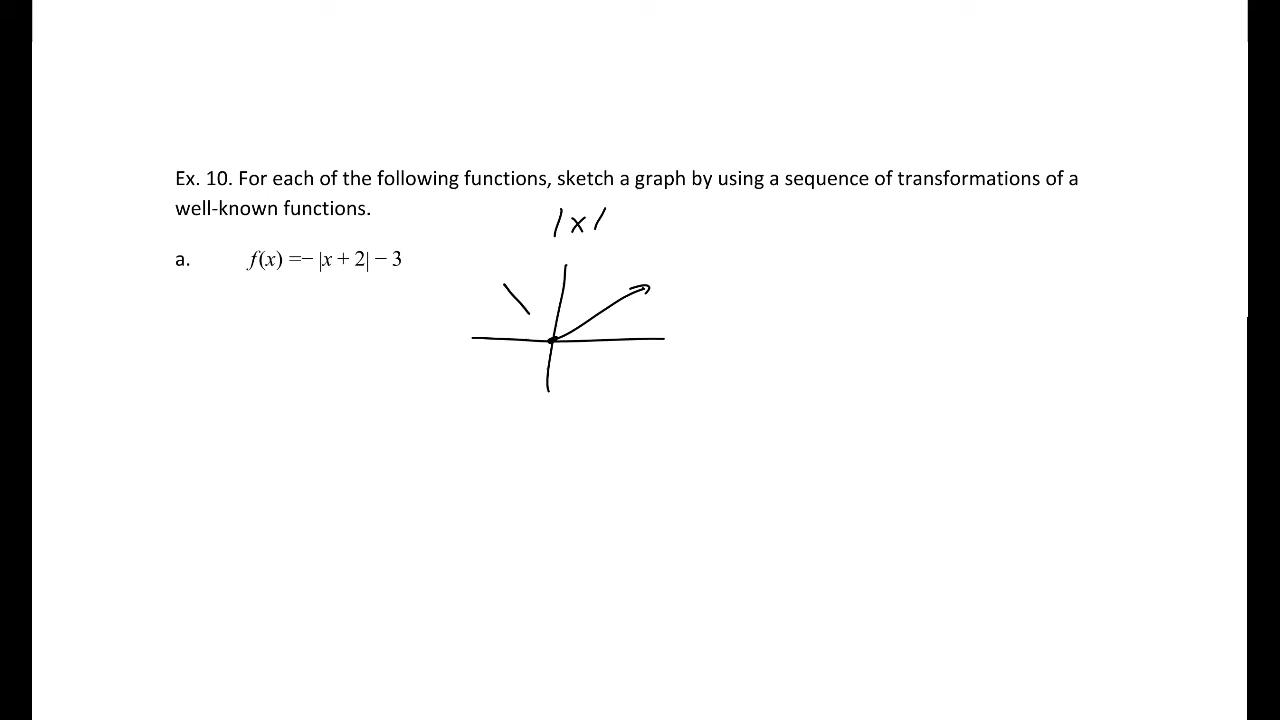 Ex. 10. For each of the following functions, sketch a graph by using a sequence of transformations of a
well-known functions.
|x|
a. f(x) =− |x + 2| − 3